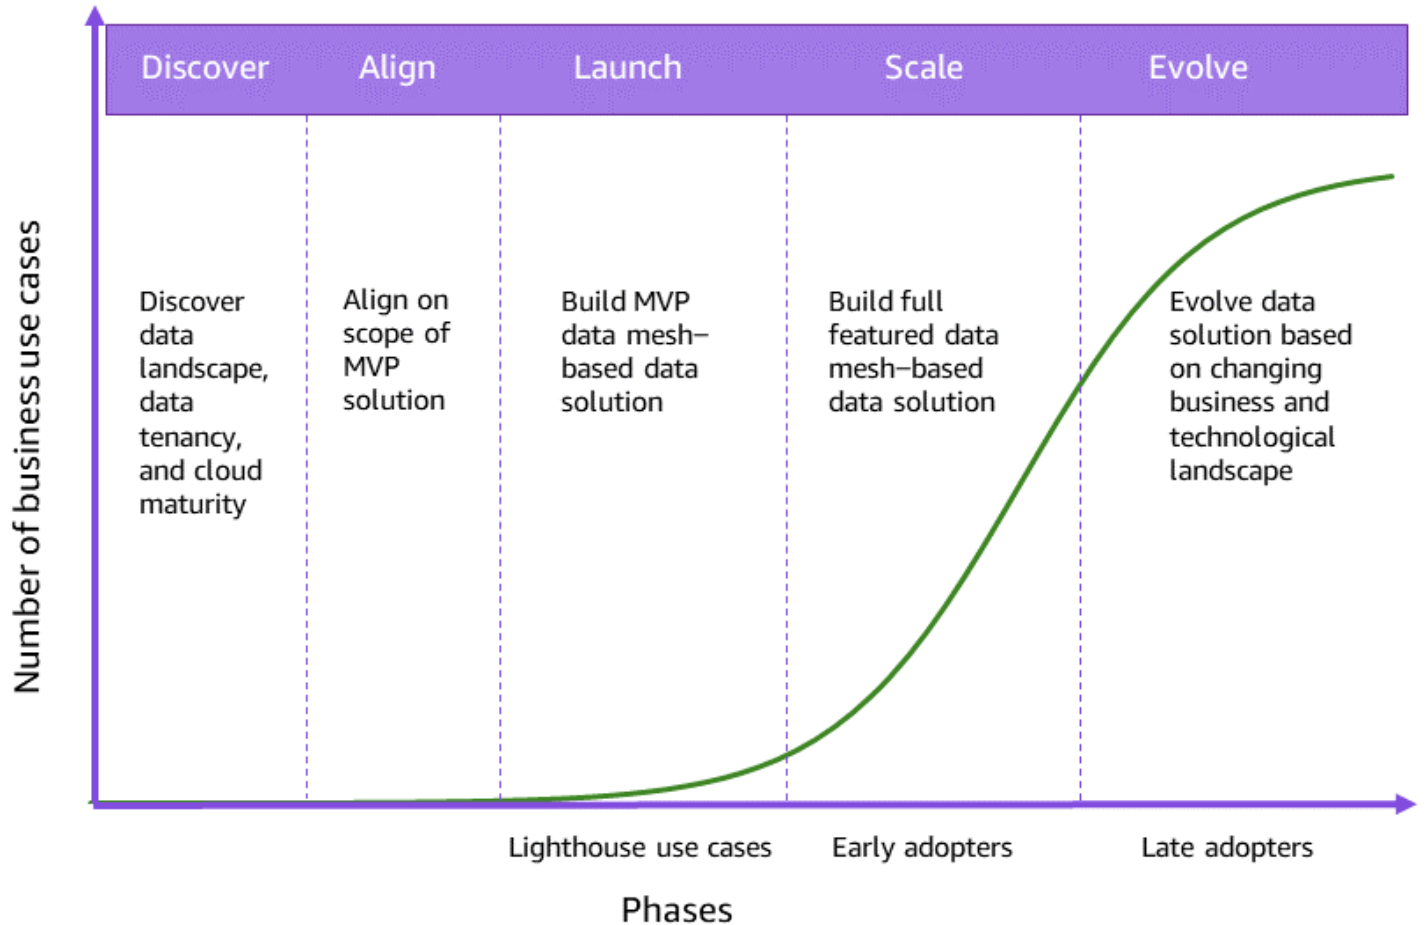 Discover
Align
Launch
Scale
Evolve
Number of business use cases
Discover
data
landscape,
data
tenancy,
and cloud
maturity
Align on
scope of
MVP
solution
Build MVP
data mesh–
based data
solution
Build full
featured data
mesh–based
data solution
Evolve data
solution based
on changing
business and
technological
landscape
Lighthouse use cases
Early adopters
Late adopters
Phases